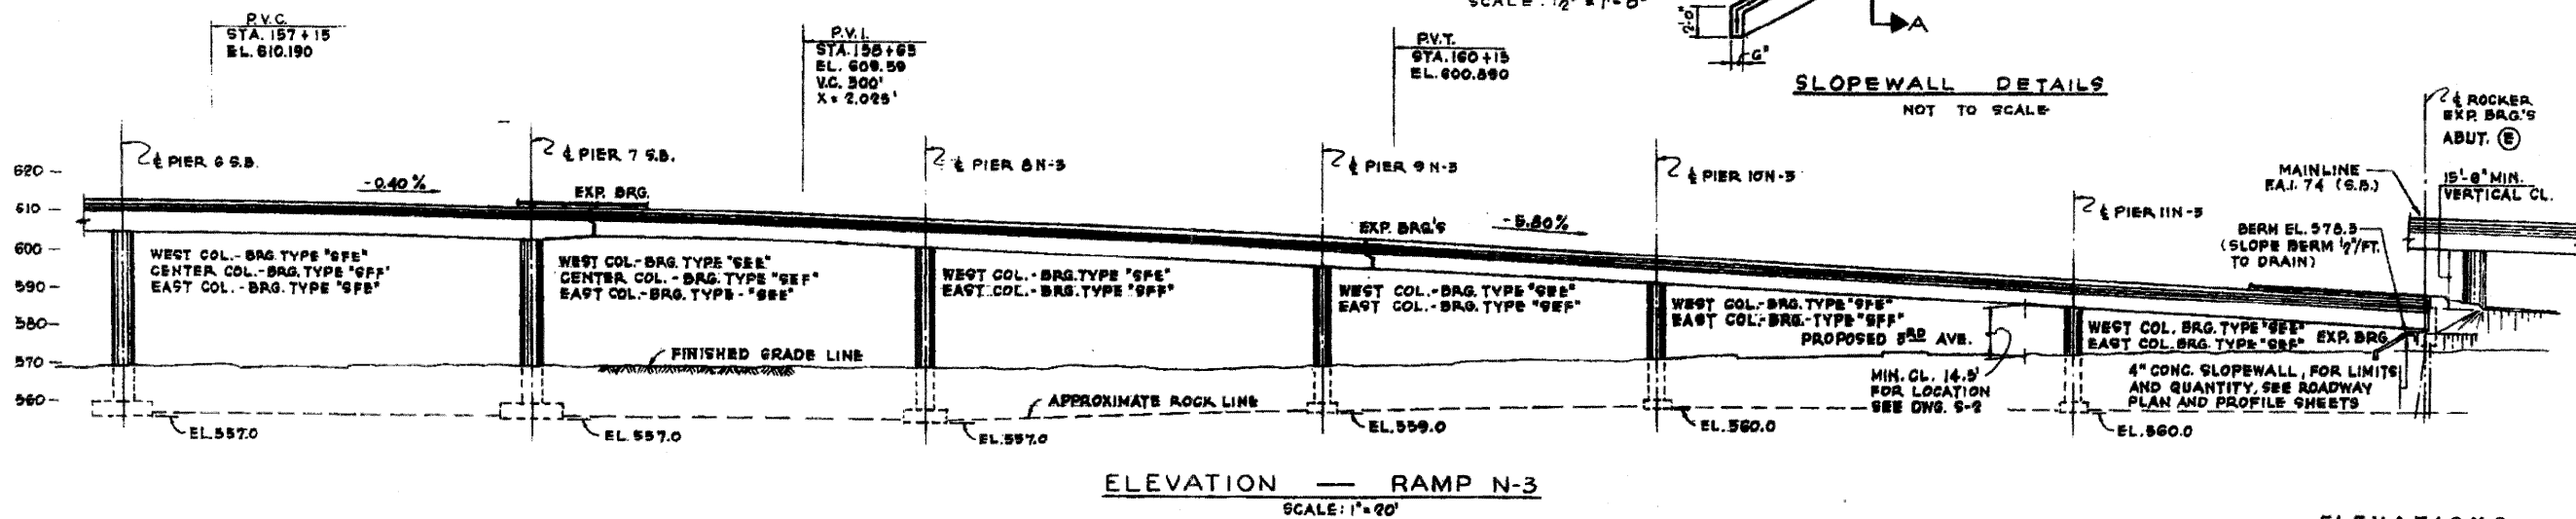 P.V.C.
STA. 157+15
EL. 610.190
P.V.I.
STA. 158+65
EL. 609.59
V.C. 300'
X = 2.025'
P.V.T.
STA. 160+15
EL. 600.890
SCALE: 1/2" = 1'-0"
2'-0"
6"
A
SLOPEWALL DETAILS
NOT TO SCALE
℄ ROCKER
EXP. BRG.'S
ABUT. Ⓔ
℄ PIER 6 S.B.
℄ PIER 7 S.B.
℄ PIER 8 N-3
℄ PIER 9 N-3
℄ PIER 10N-3
℄ PIER 11N-3
MAINLINE
F.A.I. 74 (S.B.)
15'-0" MIN.
VERTICAL CL.
620
610
600
590
580
570
560
-0.40%
EXP. BRG.
EXP. BRG.'S
-5.80%
BERM EL. 578.3
(SLOPE BERM 1/2"/FT.
TO DRAIN)
WEST COL.-BRG. TYPE "SFE"
CENTER COL.-BRG. TYPE "SFF"
EAST COL.-BRG. TYPE "SFE"
WEST COL.-BRG. TYPE "SEE"
CENTER COL.-BRG. TYPE "SEF"
EAST COL.-BRG. TYPE-"SEE"
WEST COL.-BRG. TYPE "SFE"
EAST COL.-BRG. TYPE "SFF"
WEST COL.-BRG. TYPE "SEE"
EAST COL.-BRG. TYPE "SEF"
WEST COL.-BRG. TYPE "SFE"
EAST COL.-BRG.-TYPE "SFF"
PROPOSED 3RD AVE.
WEST COL. BRG. TYPE "SEE"
EAST COL. BRG. TYPE "SEF"
EXP. BRG.
FINISHED GRADE LINE
APPROXIMATE ROCK LINE
MIN. CL. 14.5'
FOR LOCATION
SEE DWG. S-2
4" CONC. SLOPEWALL, FOR LIMITS
AND QUANTITY, SEE ROADWAY
PLAN AND PROFILE SHEETS
EL. 557.0
EL. 557.0
EL. 557.0
EL. 559.0
EL. 560.0
EL. 560.0
ELEVATION — RAMP N-3
SCALE: 1"=20'